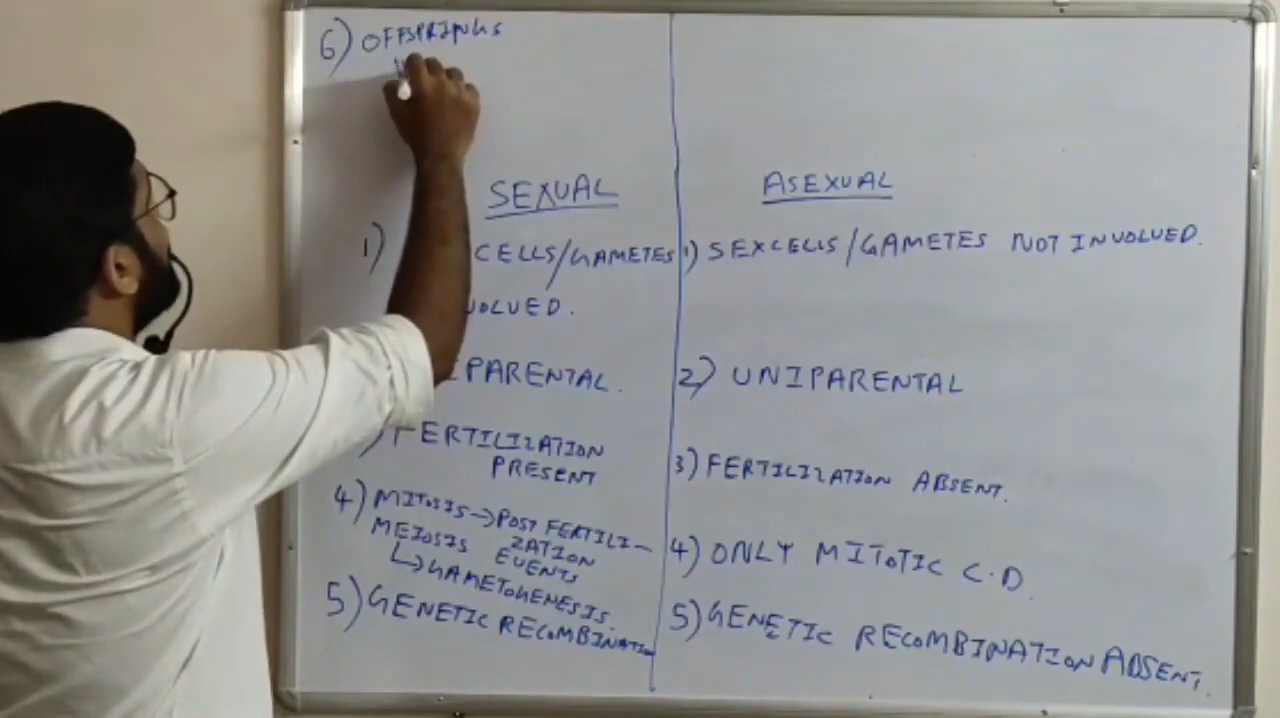 6) OFFSPRINGS
SEXUAL
1) CELLS/GAMETES
VOLVED.
PARENTAL.
) FERTILIZATION
PRESENT
4) MITOSIS → POST FERTILI-
ZATION
MEIOSIS EVENTS
↳ GAMETOGENESIS.
5) GENETIC RECOMBINATION
ASEXUAL
1) SEXCELLS/GAMETES NOT INVOLVED.
2) UNIPARENTAL
3) FERTILIZATION ABSENT.
4) ONLY MITOTIC C.D.
5) GENETIC RECOMBINATION ABSENT.